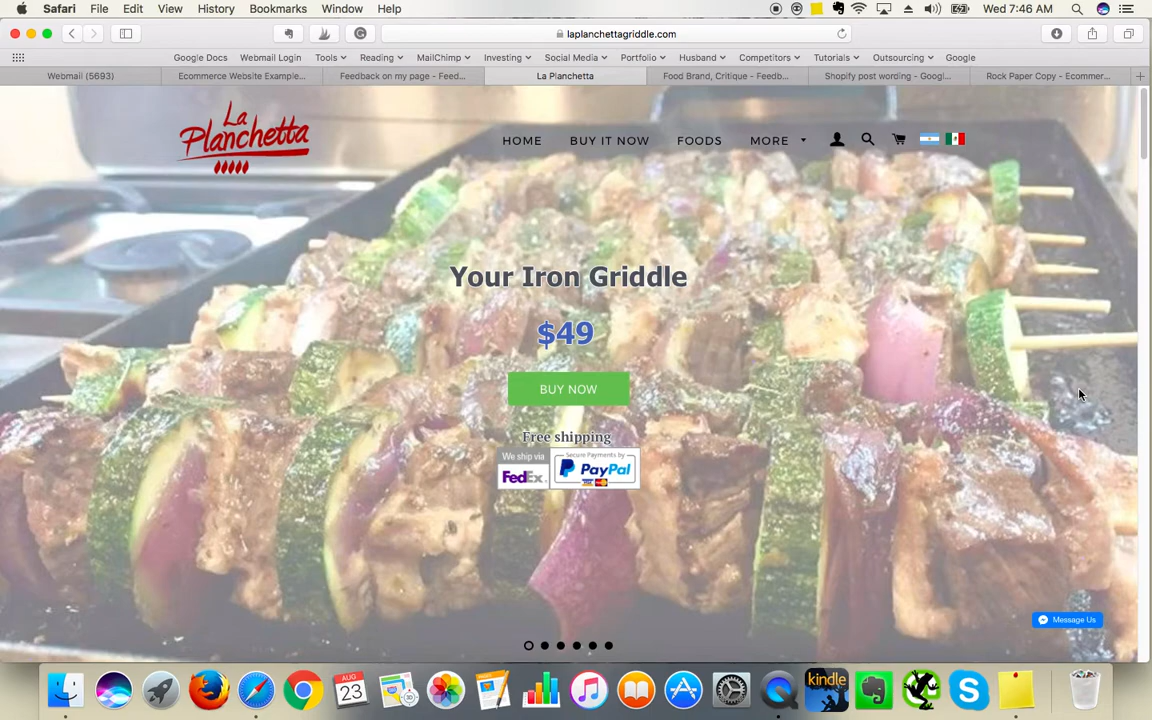 Safari File Edit View History Bookmarks Window Help Wed 7:46 AM
laplanchettagriddle.com
Google Docs Webmail Login Tools Reading MailChimp Investing Social Media Portfolio Husband Competitors Tutorials Outsourcing Google
Webmail (5693) Ecommerce Website Example... Feedback on my page - Feed... La Planchetta Food Brand, Critique - Feedb... Shopify post wording - Googl... Rock Paper Copy - Ecommer...
La
Planchetta
HOME BUY IT NOW FOODS MORE
Your Iron Griddle
$49
BUY NOW
Free shipping
We ship via
FedEx
Secure Payments by
PayPal
Message Us
AUG
23
kindle